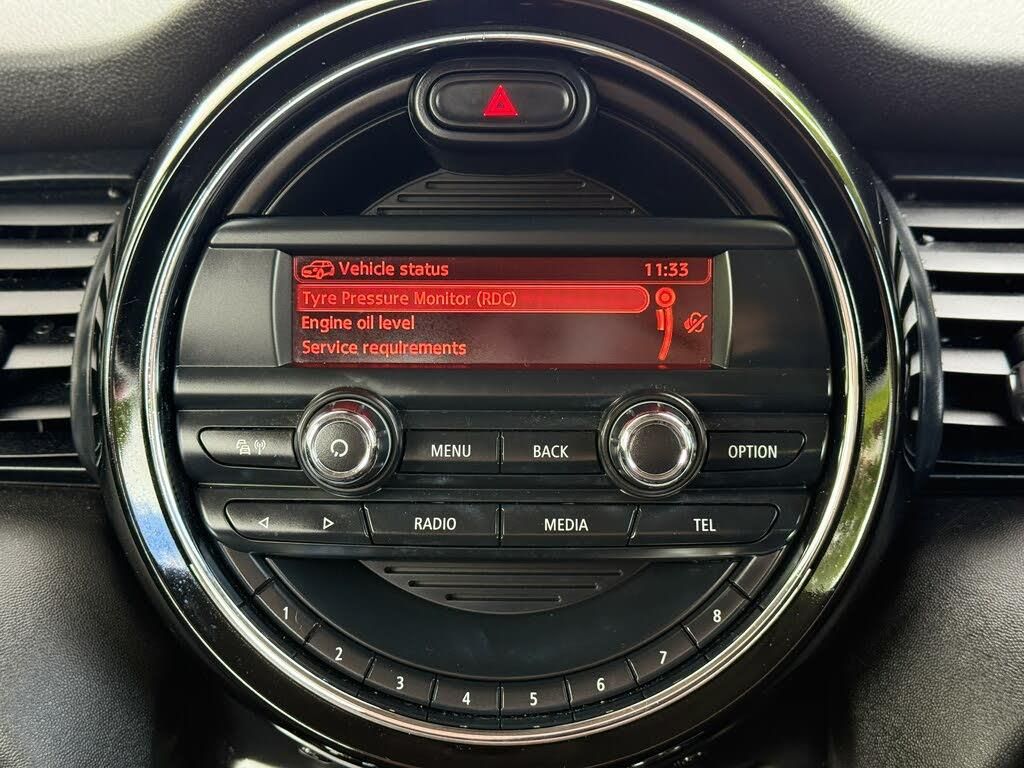 Vehicle status 11:33
Tyre Pressure Monitor (RDC)
Engine oil level
Service requirements
MENU BACK OPTION
RADIO MEDIA TEL
1 2 3 4 5 6 7 8